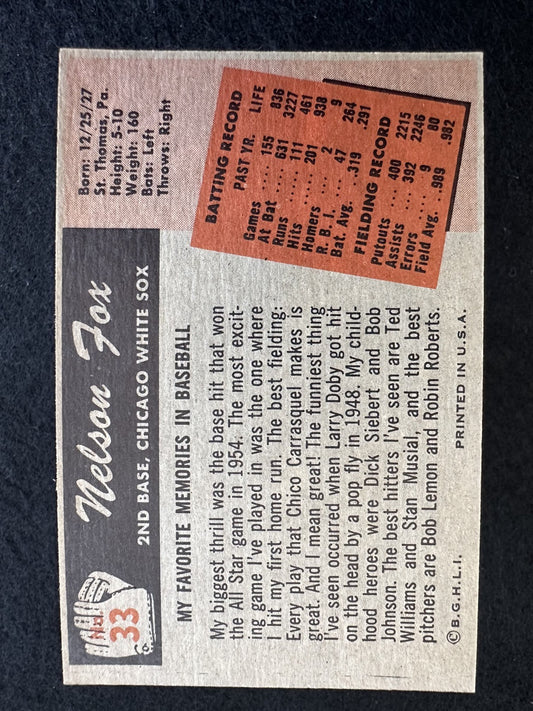 No.
33
Nelson Fox
2ND BASE, CHICAGO WHITE SOX
Born: 12/25/27
St. Thomas, Pa.
Height: 5-10
Weight: 160
Bats: Left
Throws: Right
MY FAVORITE MEMORIES IN BASEBALL
My biggest thrill was the base hit that won
the All Star game in 1954. The most excit-
ing game I've played in was the one where
I hit my first home run. The best fielding:
Every play that Chico Carrasquel makes is
great. And I mean great! The funniest thing
I've seen occurred when Larry Doby got hit
on the head by a pop fly in 1948. My child-
hood heroes were Dick Siebert and Bob
Johnson. The best hitters I've seen are Ted
Williams and Stan Musial, and the best
pitchers are Bob Lemon and Robin Roberts.
BATTING RECORD
PAST YR. LIFE
Games . . . 155 836
At Bat . . . 631 3227
Runs . . . 111 461
Hits . . . 201 938
Homers . . 2 9
R. B. I. . . 47 264
Bat. Avg. . . .319 .291
FIELDING RECORD
Putouts . . 400 2215
Assists . . 392 2246
Errors . . . 9 80
Field Avg. . .989 .982
© B.G.H.L.I.
PRINTED IN U.S.A.